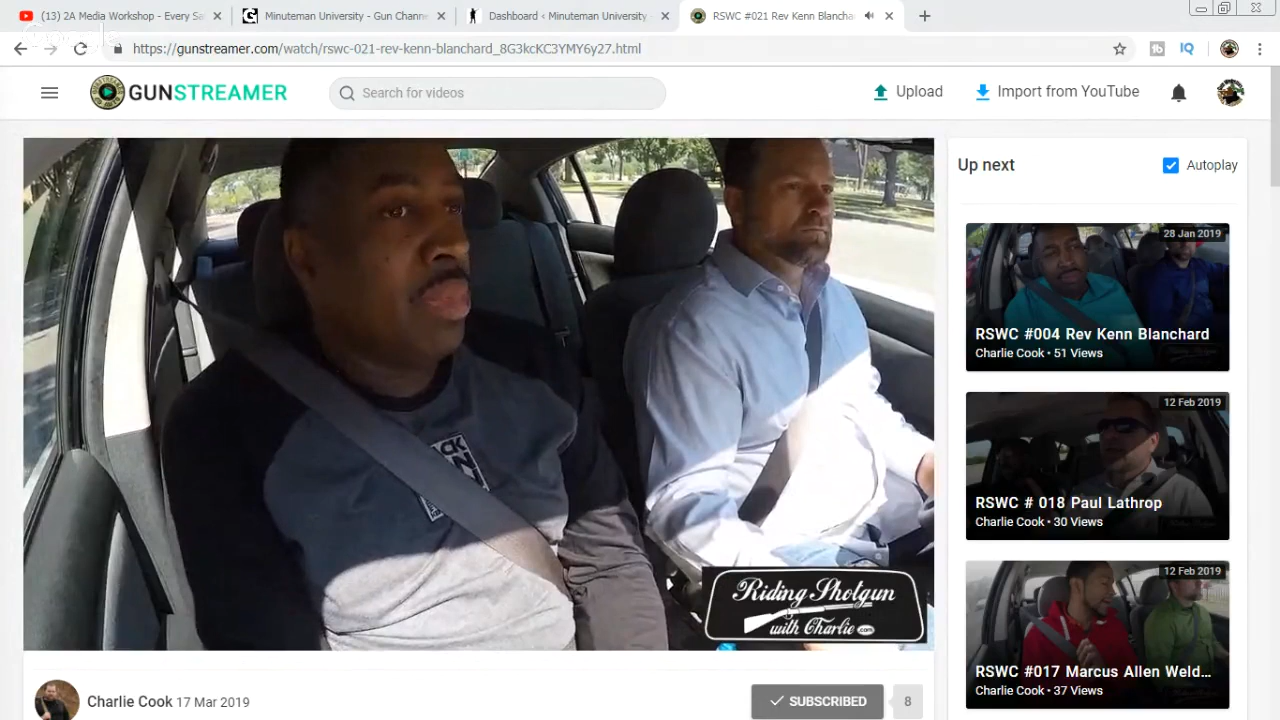 (13) 2A Media Workshop - Every Sa
Minuteman University - Gun Channe
Dashboard ‹ Minuteman University
RSWC #021 Rev Kenn Blancha
Google
https://gunstreamer.com/watch/rswc-021-rev-kenn-blanchard_8G3kcKC3YMY6y27.html
GUNSTREAMER
Search for videos
Upload
Import from YouTube
Up next
Autoplay
28 Jan 2019
RSWC #004 Rev Kenn Blanchard
Charlie Cook • 51 Views
12 Feb 2019
RSWC # 018 Paul Lathrop
Charlie Cook • 30 Views
12 Feb 2019
RSWC #017 Marcus Allen Weld...
Charlie Cook • 37 Views
Riding Shotgun
with Charlie.com
Charlie Cook 17 Mar 2019
SUBSCRIBED
8